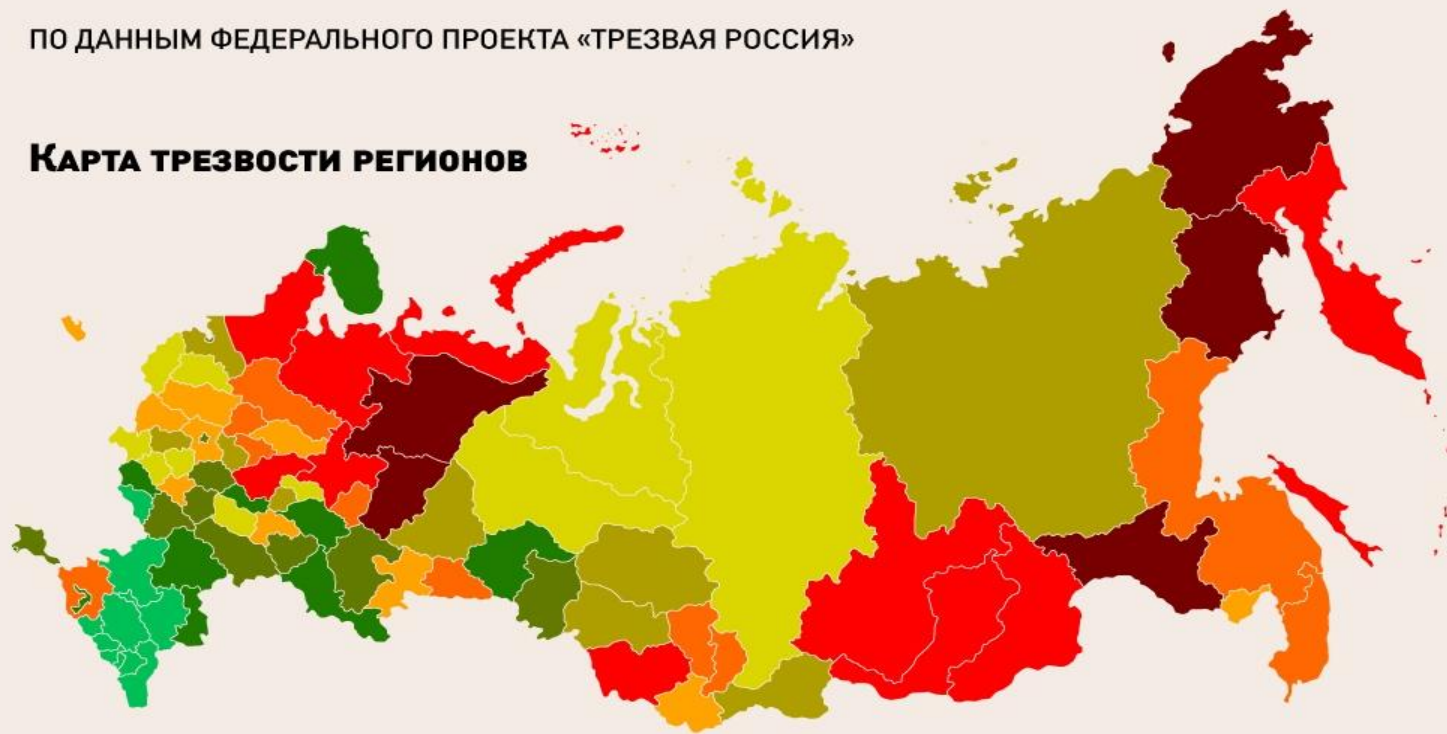 ПО ДАННЫМ ФЕДЕРАЛЬНОГО ПРОЕКТА «ТРЕЗВАЯ РОССИЯ»
КАРТА ТРЕЗВОСТИ РЕГИОНОВ